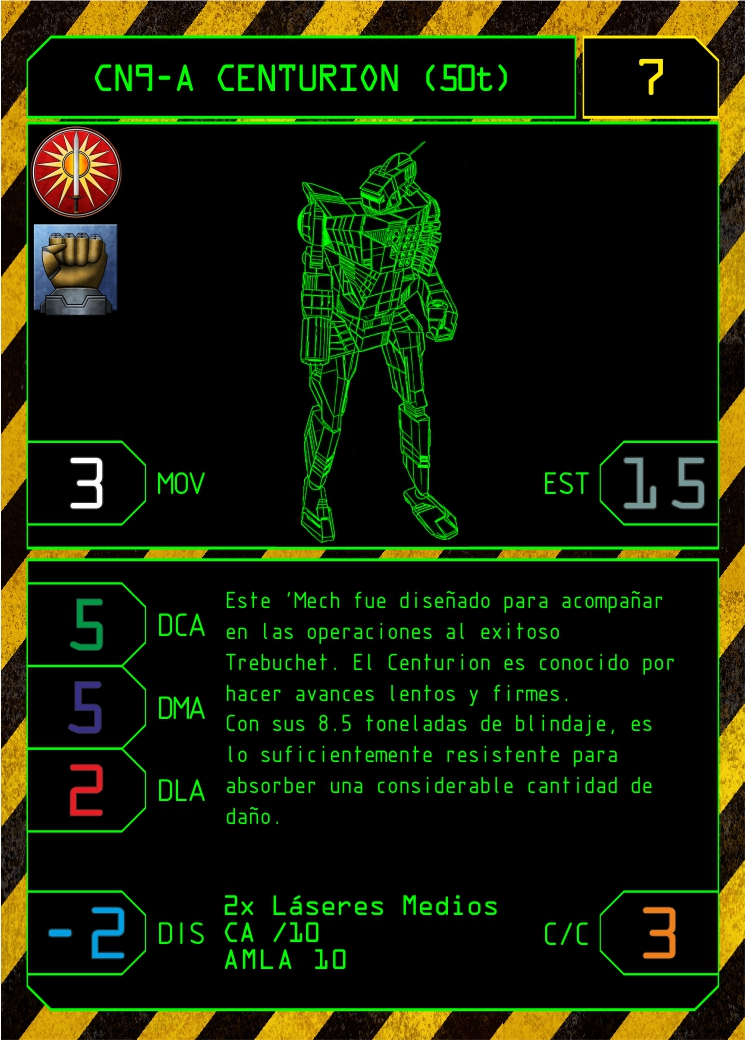 CN9-A CENTURION (50t)
7
3 MOV
EST 15
5 DCA
5 DMA
2 DLA
Este 'Mech fue diseñado para acompañar
en las operaciones al exitoso
Trebuchet. El Centurion es conocido por
hacer avances lentos y firmes.
Con sus 8.5 toneladas de blindaje, es
lo suficientemente resistente para
absorber una considerable cantidad de
daño.
-2 DIS
2x Láseres Medios
CA /10
AMLA 10
C/C 3